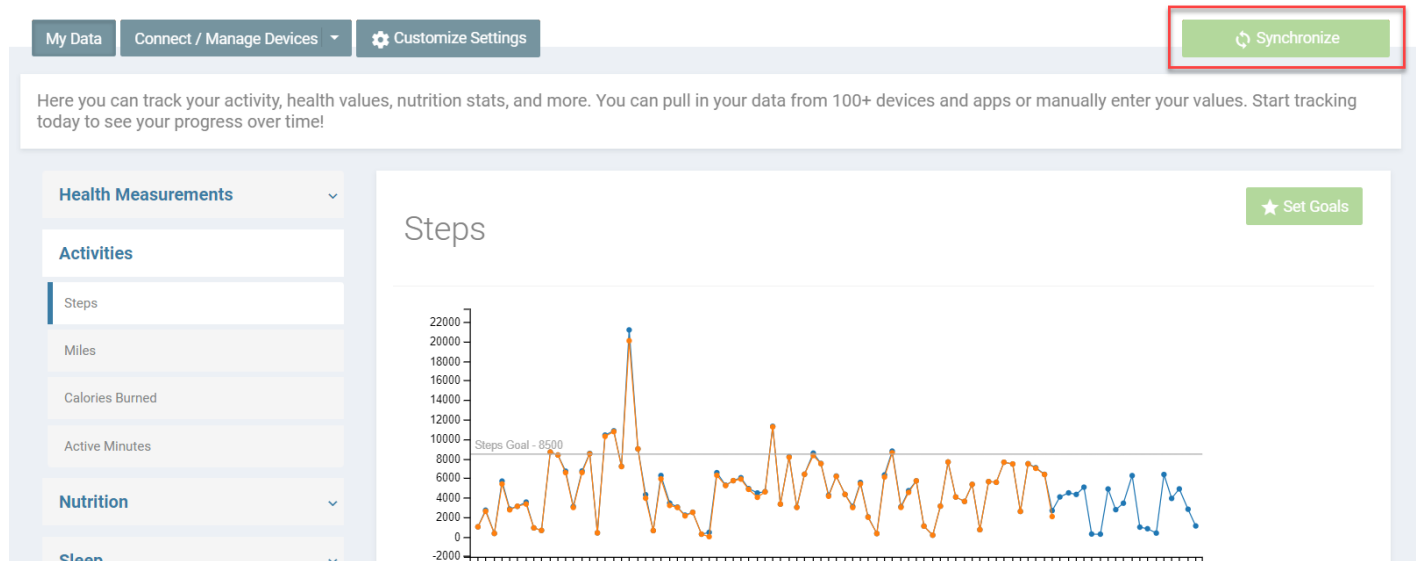 My Data
Connect / Manage Devices
Customize Settings
Synchronize
Here you can track your activity, health values, nutrition stats, and more. You can pull in your data from 100+ devices and apps or manually enter your values. Start tracking
today to see your progress over time!
Health Measurements
Activities
Steps
Miles
Calories Burned
Active Minutes
Nutrition
Sleep
Steps
Set Goals
22000
20000
18000
16000
14000
12000
10000
8000
6000
4000
2000
0
-2000
Steps Goal - 8500